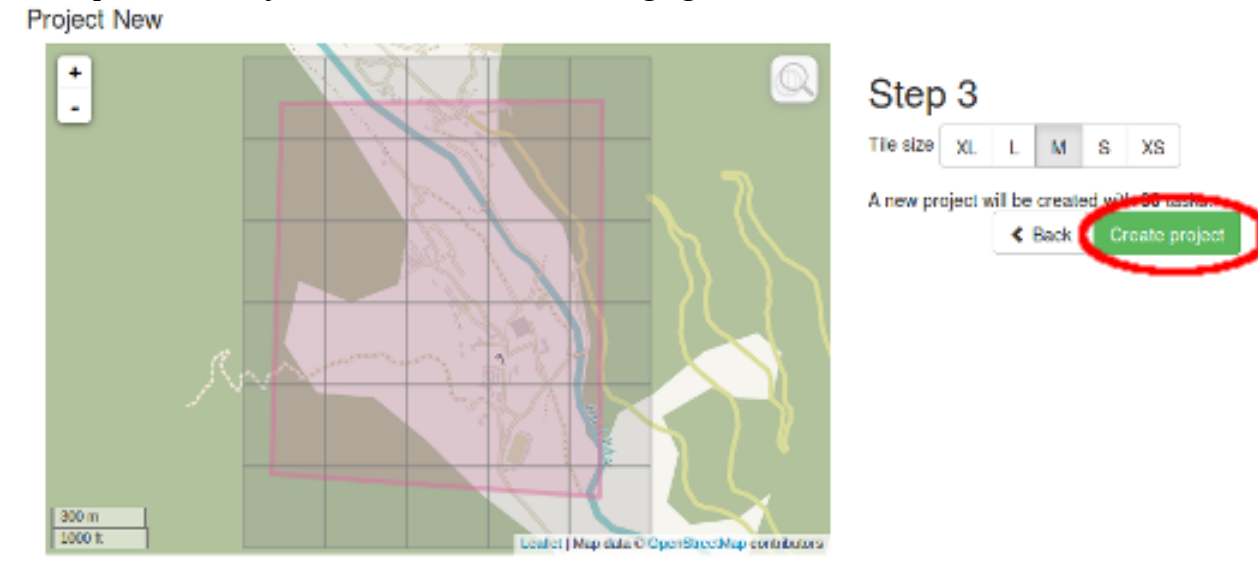 Project New
+
-
Step 3
Tile size XL L M S XS
A new project will be created with tasks.
Back Create project
300 m
1000 ft
Leaflet | Map data © OpenStreetMap contributors